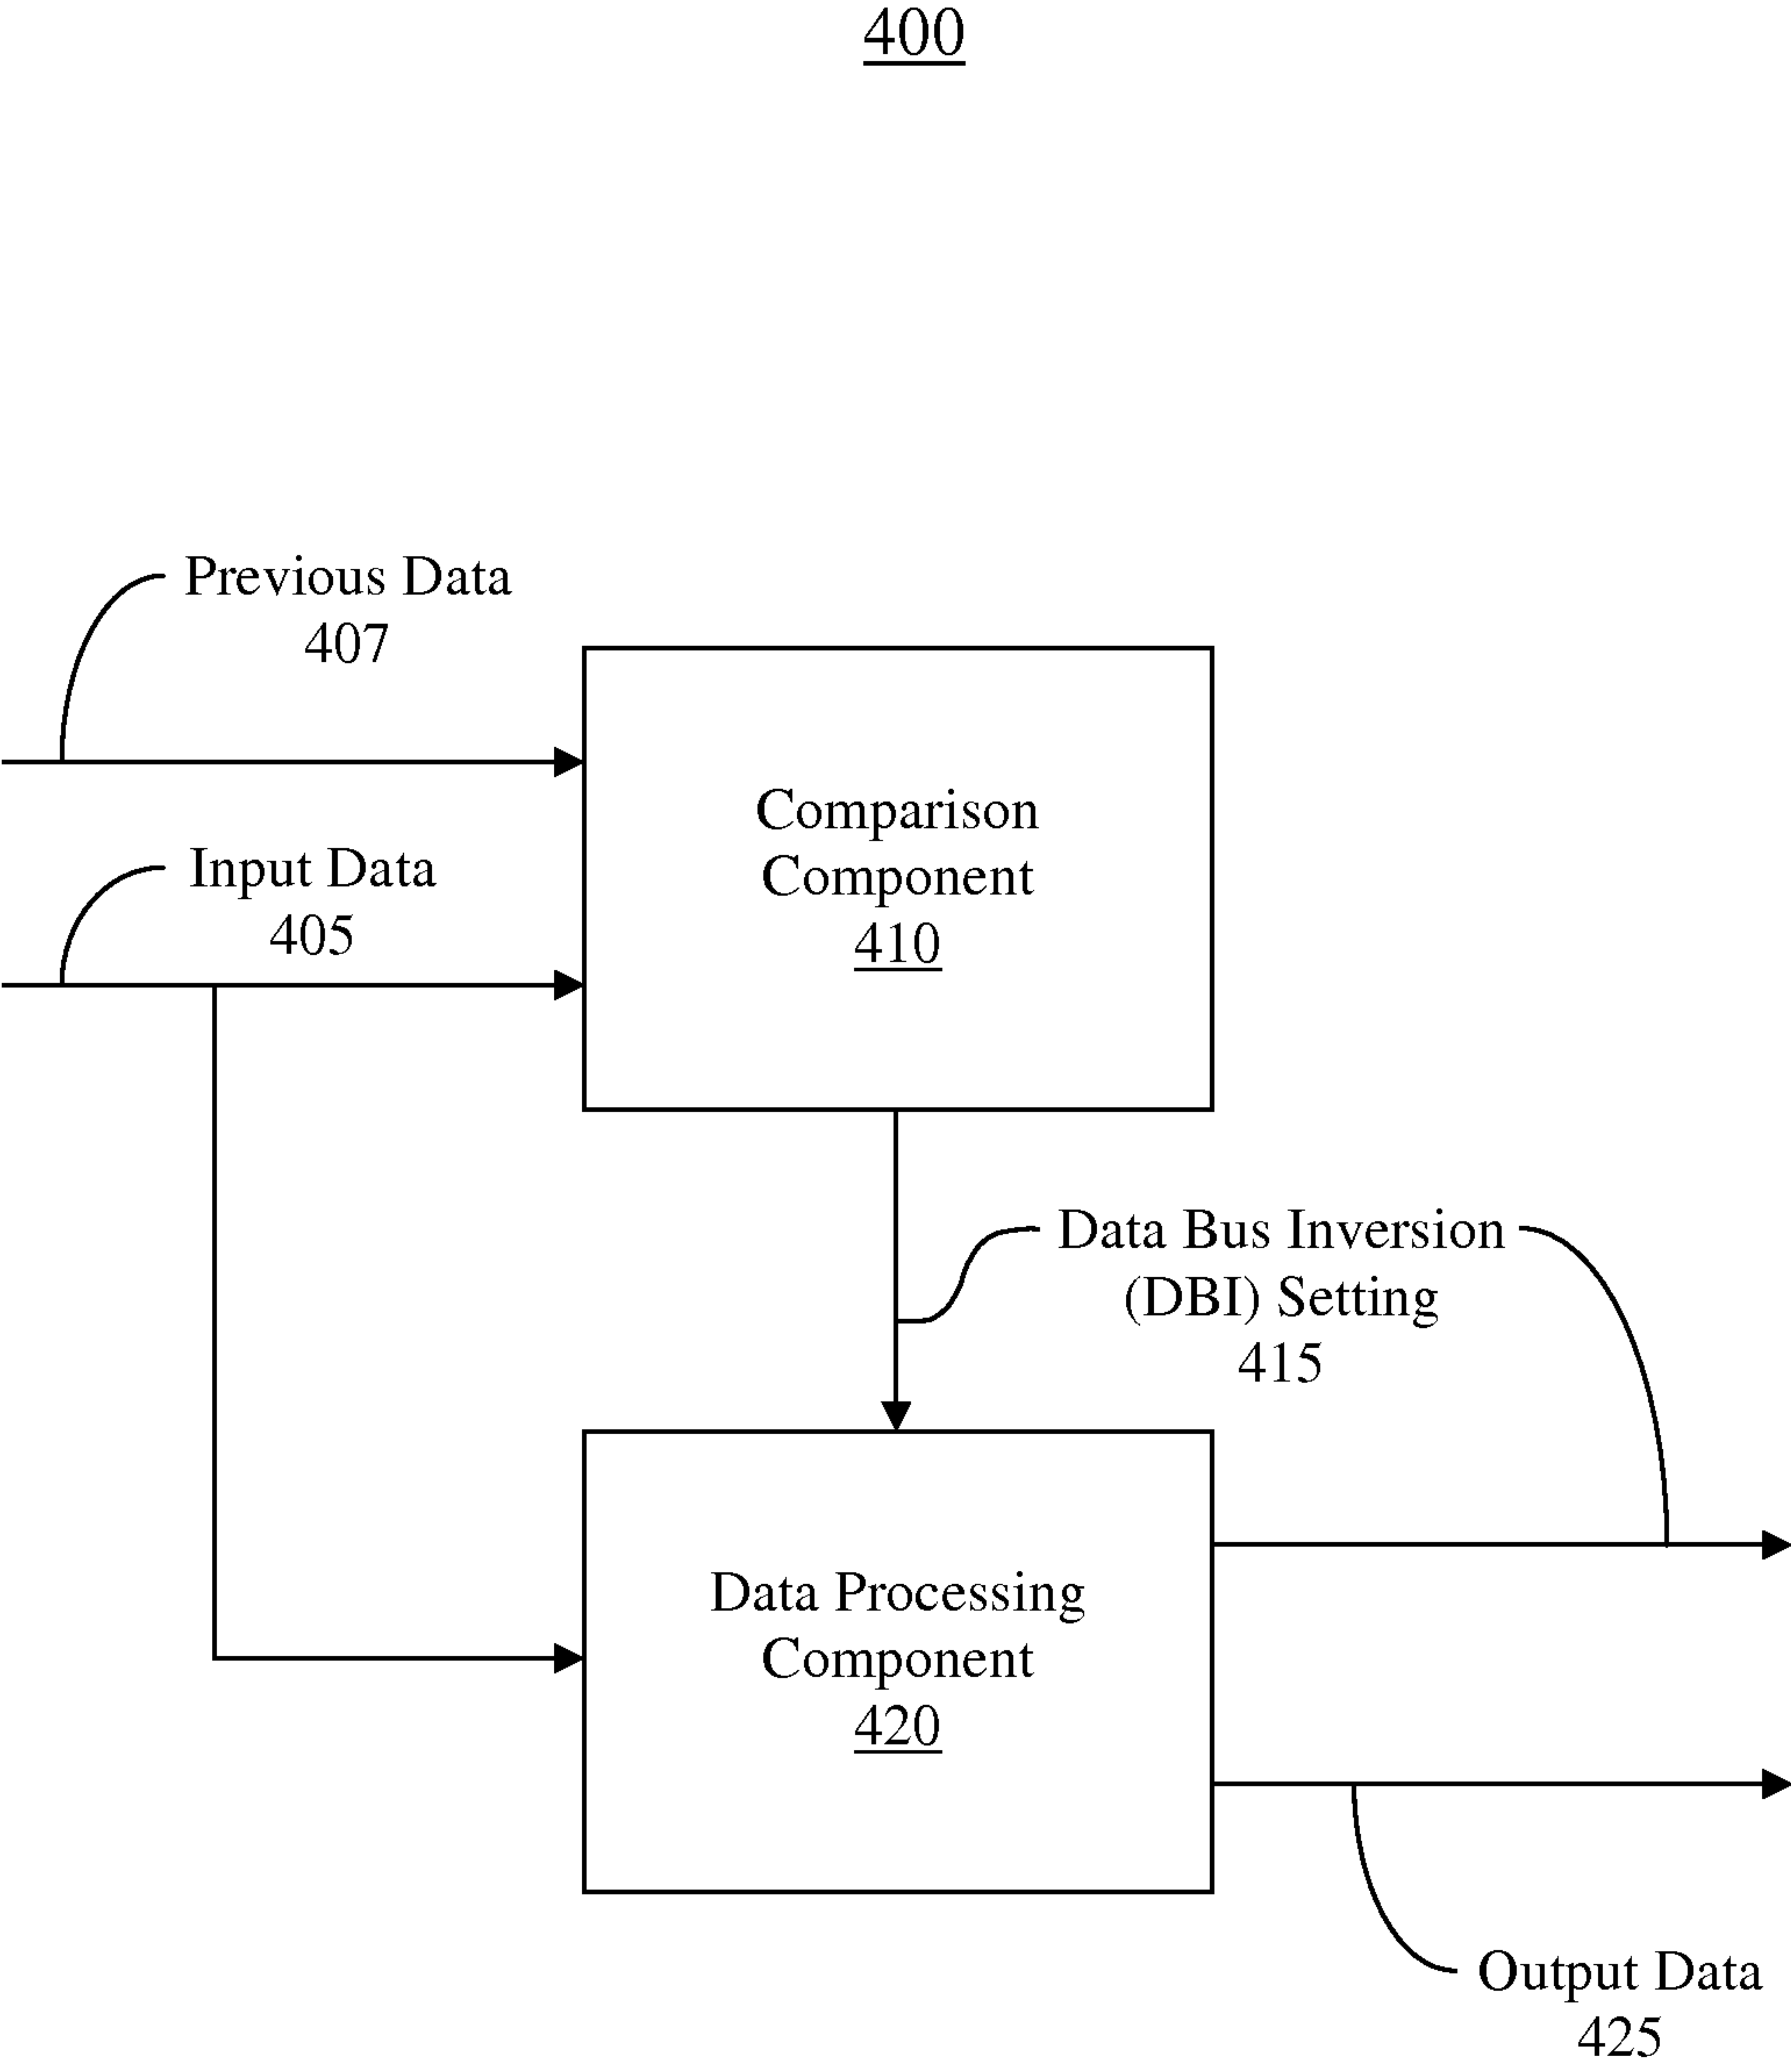 400
Previous Data
407
Input Data
405
Comparison
Component
410
Data Bus Inversion
(DBI) Setting
415
Data Processing
Component
420
Output Data
425